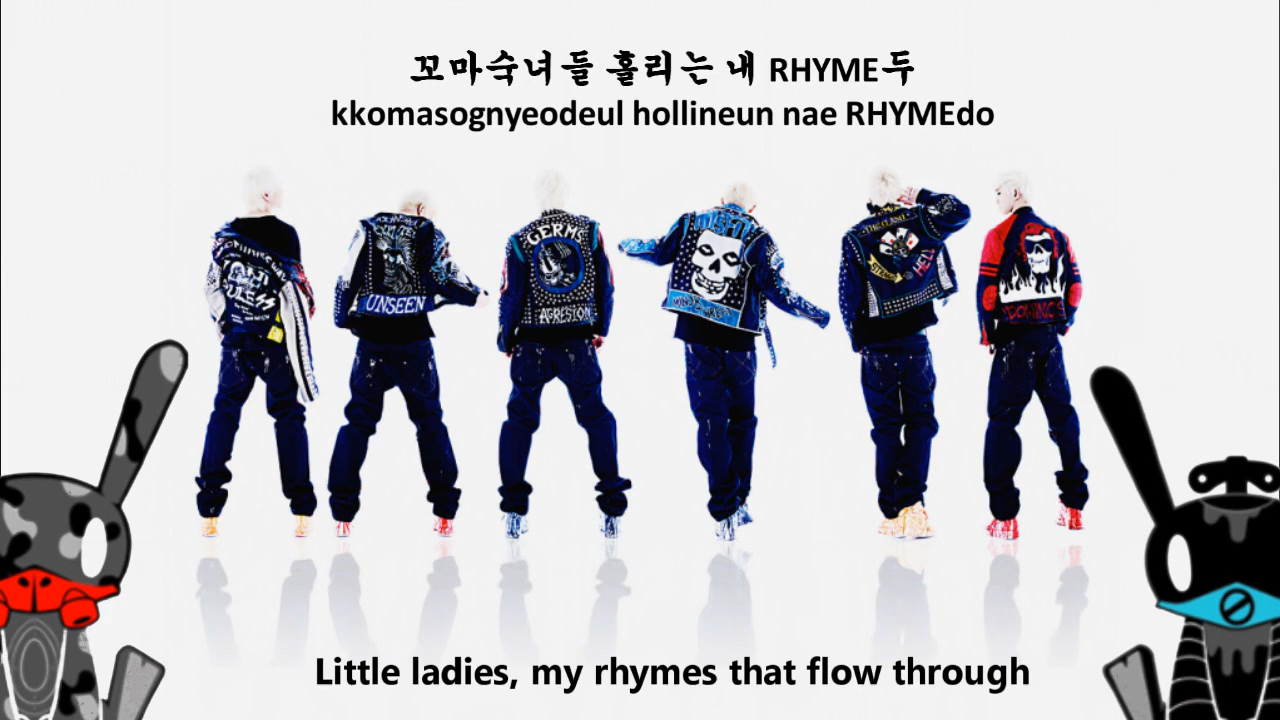 꼬마숙녀들 홀리는 내 RHYME두
kkomasognyeodeul hollineun nae RHYMEdo
GERMS
UNSEEN
AGRESION
Little ladies, my rhymes that flow through